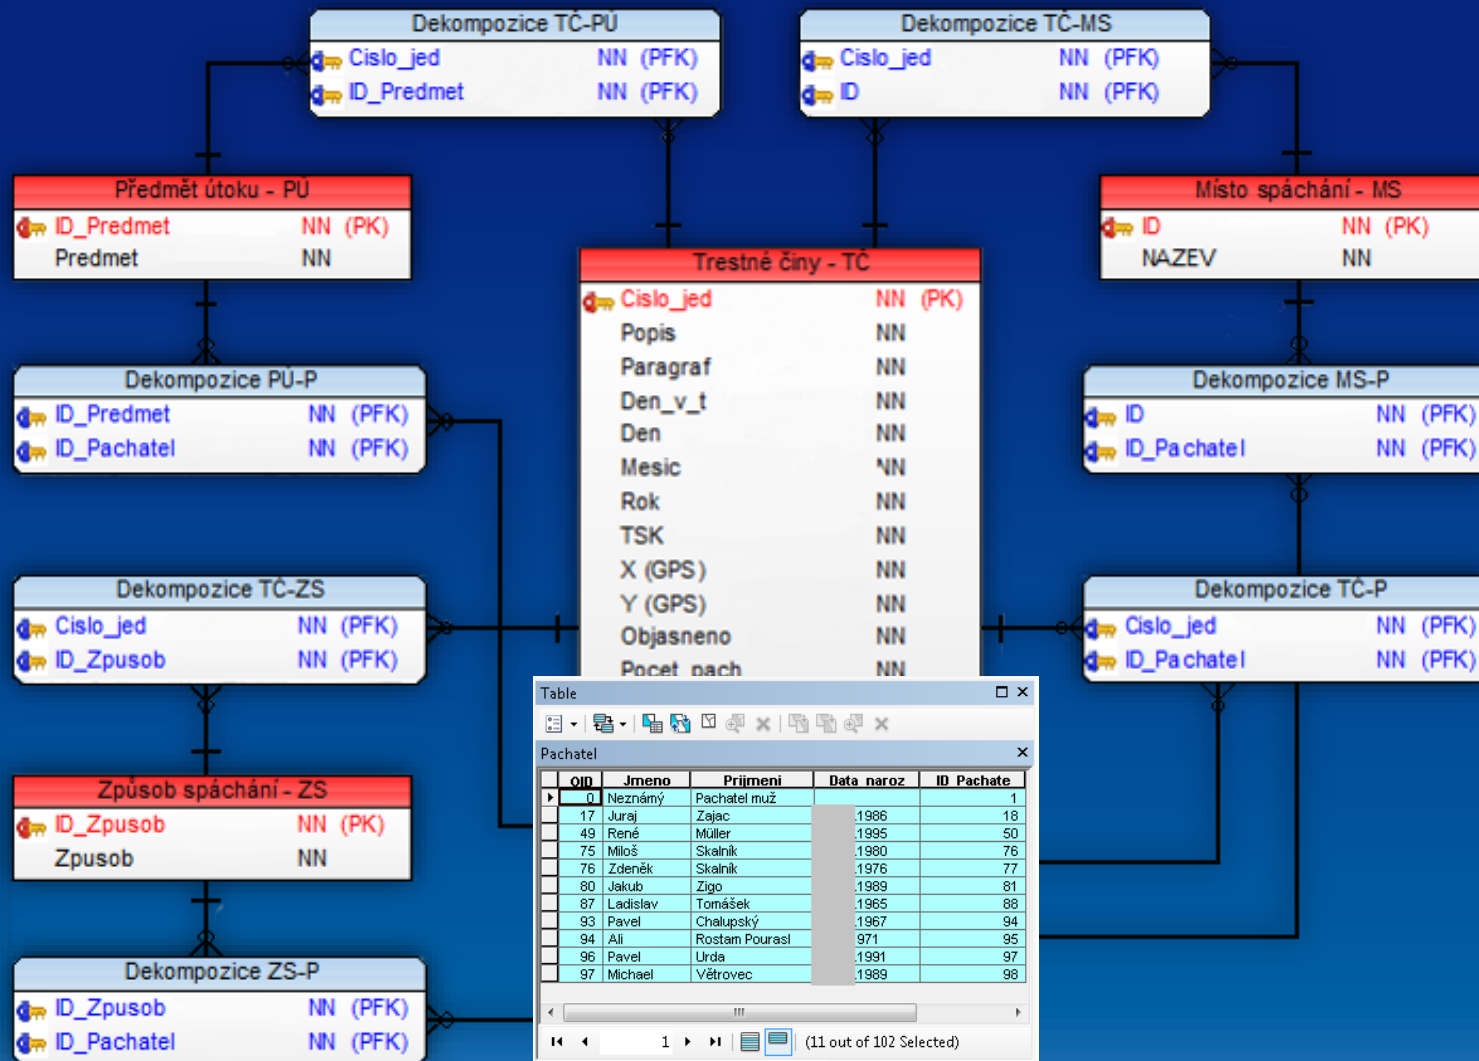 Dekompozice TČ-PÚ
Cislo_jed NN (PFK)
ID_Predmet NN (PFK)
Dekompozice TČ-MS
Cislo_jed NN (PFK)
ID NN (PFK)
Předmět útoku - PÚ
ID_Predmet NN (PK)
Predmet NN
Místo spáchání - MS
ID NN (PK)
NAZEV NN
Trestné činy - TČ
Cislo_jed NN (PK)
Popis NN
Paragraf NN
Den_v_t NN
Den NN
Mesic NN
Rok NN
TSK NN
X (GPS) NN
Y (GPS) NN
Objasneno NN
Pocet_pach NN
Dekompozice PÚ-P
ID_Predmet NN (PFK)
ID_Pachatel NN (PFK)
Dekompozice MS-P
ID NN (PFK)
ID_Pachatel NN (PFK)
Dekompozice TČ-ZS
Cislo_jed NN (PFK)
ID_Zpusob NN (PFK)
Dekompozice TČ-P
Cislo_jed NN (PFK)
ID_Pachatel NN (PFK)
Způsob spáchání - ZS
ID_Zpusob NN (PK)
Zpusob NN
Dekompozice ZS-P
ID_Zpusob NN (PFK)
ID_Pachatel NN (PFK)
Table
Pachatel
OID Jmeno Prijmeni Data_naroz ID_Pachate
0 Neznámý Pachatel muž 1
17 Juraj Zajac .1986 18
49 René Müller .1995 50
75 Miloš Skalník .1980 76
76 Zdeněk Skalník .1976 77
80 Jakub Zigo .1989 81
87 Ladislav Tomášek .1965 88
93 Pavel Chalupský .1967 94
94 Ali Rostam Pourasl 971 95
96 Pavel Urda .1991 97
97 Michael Větrovec .1989 98
1 (11 out of 102 Selected)